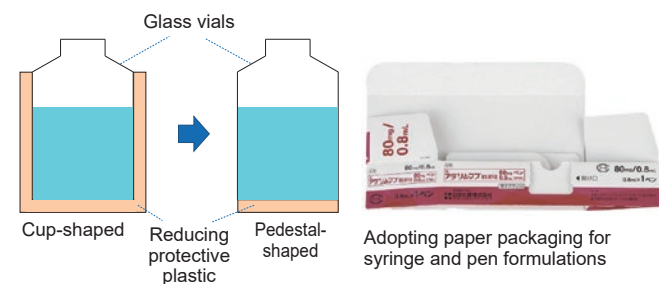 Glass vials
Cup-shaped
Reducing
protective
plastic
Pedestal-
shaped
80mg/
0.8mL
80mg/0.8mL
Adopting paper packaging for
syringe and pen formulations